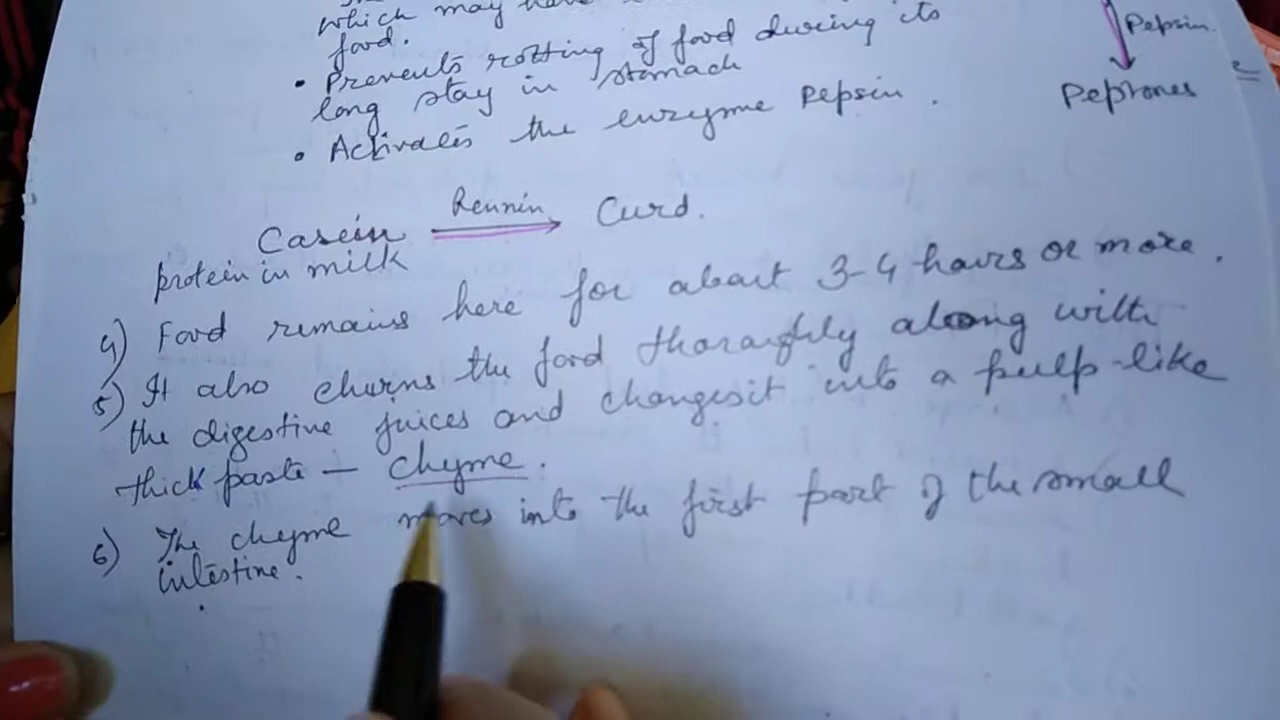 which may have
food.
• Prevents rotting of food during its
long stay in stomach
• Activates the enzyme Pepsin.
Pepsin.
Peptones
Casein Rennin Curd.
protein in milk
4) Food remains here for about 3-4 hours or more.
5) It also churns the food thoroughly along with
the digestive juices and changes it into a pulp-like
thick paste — chyme.
6) The chyme moves into the first part of the small
intestine.